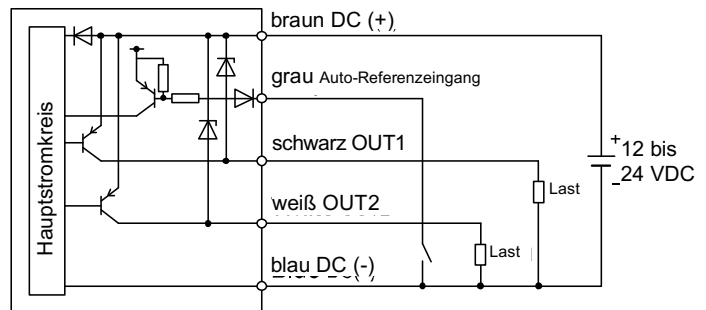 braun DC (+)
grau Auto-Referenzeingang
schwarz OUT1
weiß OUT2
blau DC (-)
Hauptstromkreis
Last
Last
+
12 bis
- 24 VDC